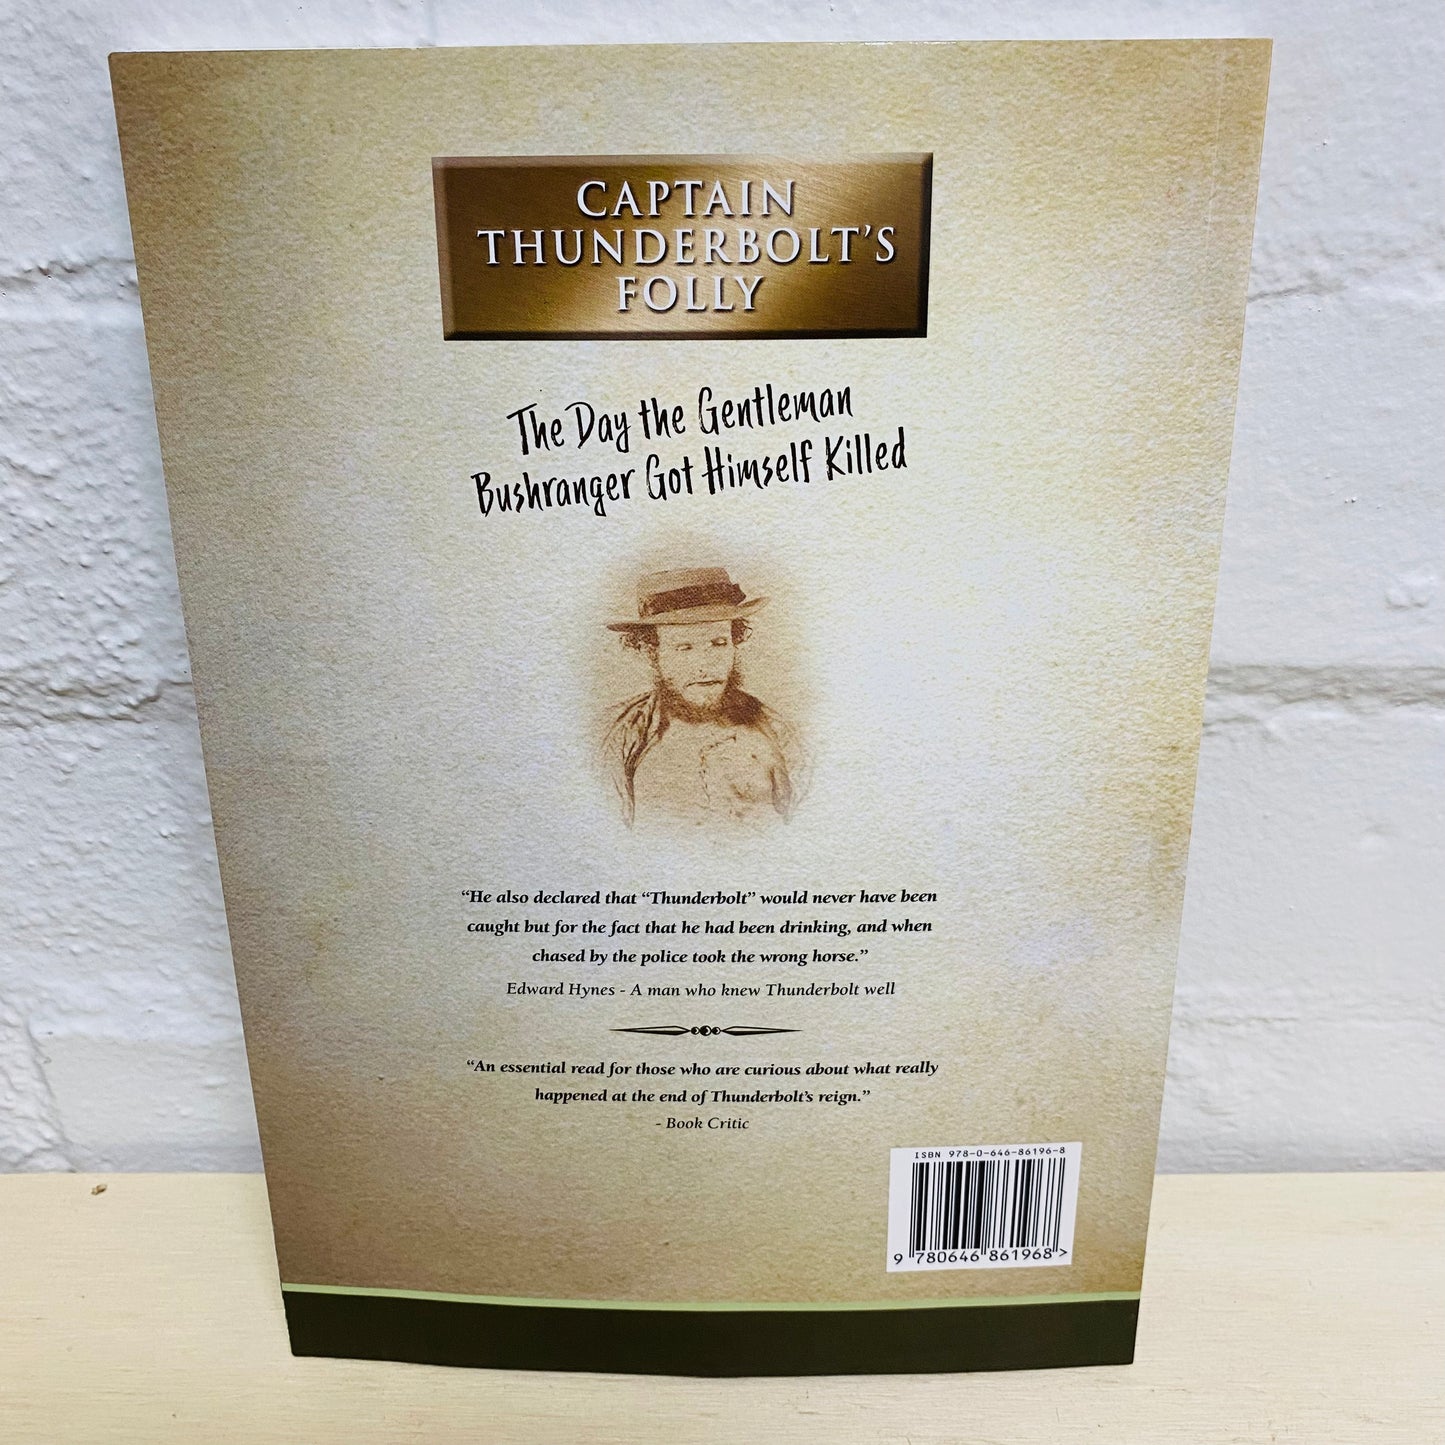 CAPTAIN
THUNDERBOLT'S
FOLLY
The Day the Gentleman
Bushranger Got Himself Killed
“He also declared that “Thunderbolt” would never have been
caught but for the fact that he had been drinking, and when
chased by the police took the wrong horse.”
Edward Hynes - A man who knew Thunderbolt well
“An essential read for those who are curious about what really
happened at the end of Thunderbolt’s reign.”
- Book Critic
ISBN 978-0-646-86196-8
9 780646 861968 >